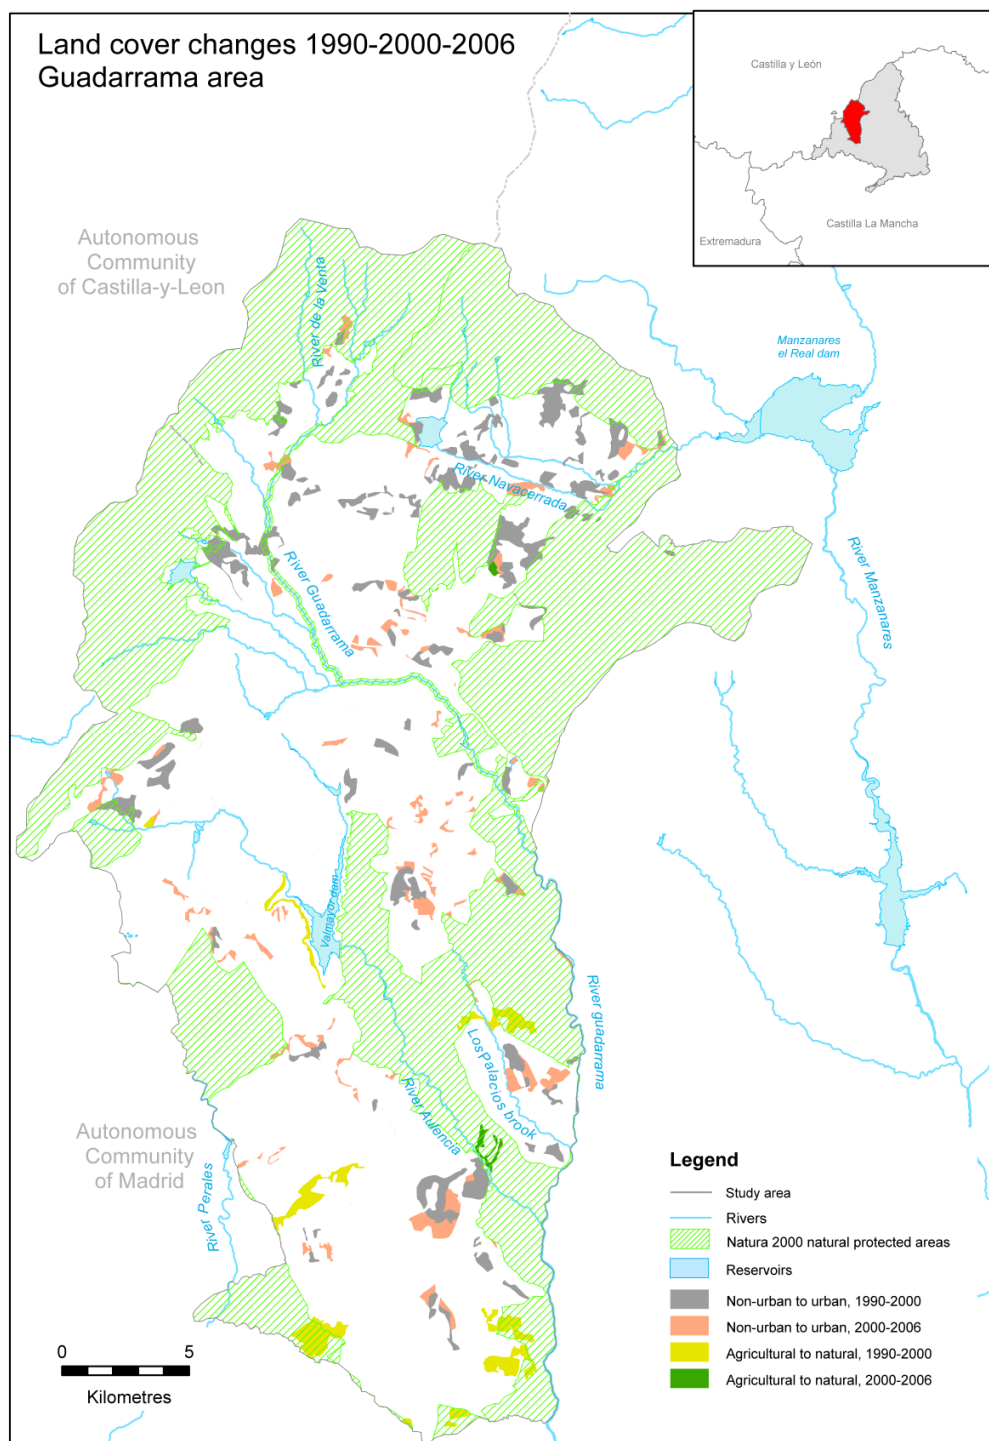 Land cover changes 1990-2000-2006
Guadarrama area
Castilla y León
Castilla La Mancha
Extremadura
Autonomous
Community
of Castilla-y-Leon
River de la Venta
Manzanares
el Real dam
River Navacerrada
River Guadarrama
River Manzanares
Valmayor dam
River guadarrama
Los Palacios brook
River Aulencia
Autonomous
Community
of Madrid
River Perales
Legend
Study area
Rivers
Natura 2000 natural protected areas
Reservoirs
Non-urban to urban, 1990-2000
Non-urban to urban, 2000-2006
Agricultural to natural, 1990-2000
Agricultural to natural, 2000-2006
0 5
Kilometres